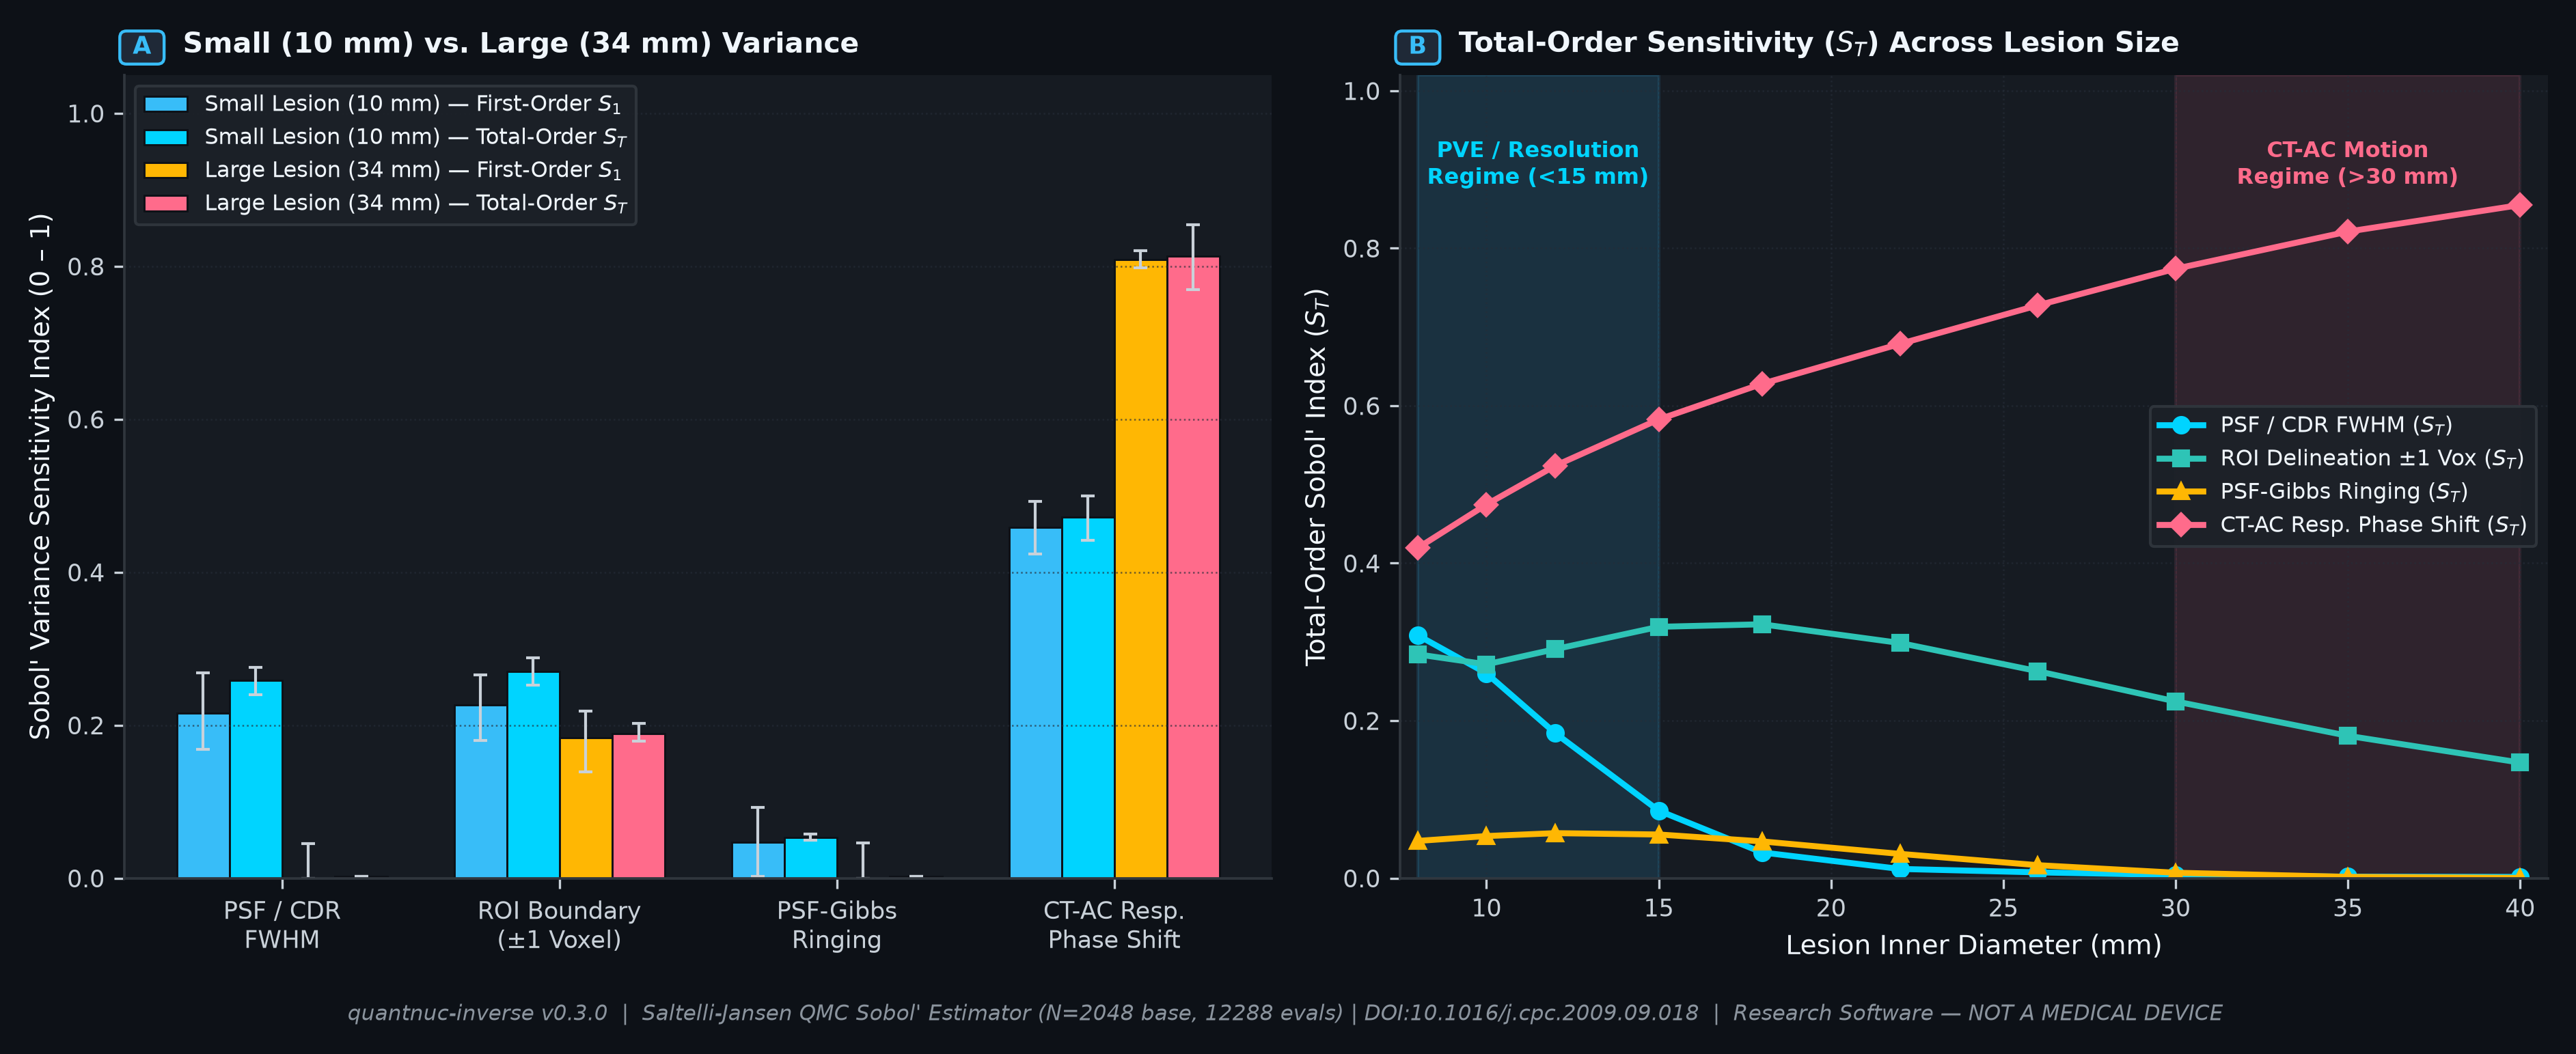 A Small (10 mm) vs. Large (34 mm) Variance
Small Lesion (10 mm) — First-Order S1
Small Lesion (10 mm) — Total-Order ST
Large Lesion (34 mm) — First-Order S1
Large Lesion (34 mm) — Total-Order ST
Sobol' Variance Sensitivity Index (0 – 1)
1.0
0.8
0.6
0.4
0.2
0.0
PSF / CDR
FWHM
ROI Boundary
(±1 Voxel)
PSF-Gibbs
Ringing
CT-AC Resp.
Phase Shift
B Total-Order Sensitivity (ST) Across Lesion Size
PVE / Resolution
Regime (<15 mm)
CT-AC Motion
Regime (>30 mm)
PSF / CDR FWHM (ST)
ROI Delineation ±1 Vox (ST)
PSF-Gibbs Ringing (ST)
CT-AC Resp. Phase Shift (ST)
Total-Order Sobol' Index (ST)
1.0
0.8
0.6
0.4
0.2
0.0
10 15 20 25 30 35 40
Lesion Inner Diameter (mm)
quantnuc-inverse v0.3.0 | Saltelli-Jansen QMC Sobol' Estimator (N=2048 base, 12288 evals) | DOI:10.1016/j.cpc.2009.09.018 | Research Software — NOT A MEDICAL DEVICE